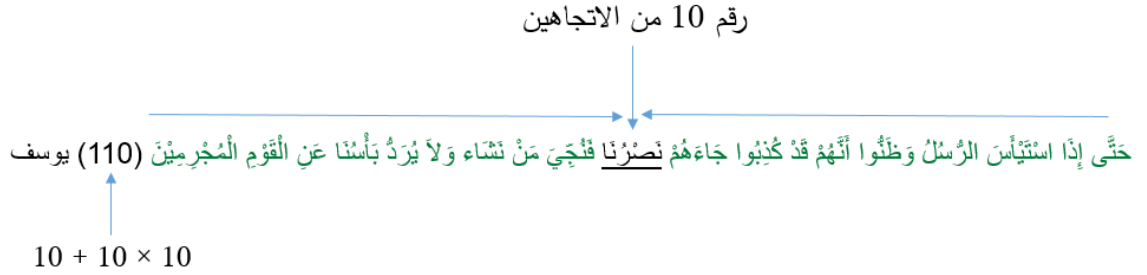 رقم 10 من الاتجاهين
حَتَّى إِذَا اسْتَيْأَسَ الرُّسُلُ وَظَنُّوا أَنَّهُمْ قَدْ كُذِبُوا جَاءَهُمْ نَصْرُنَا فَنُجِّيَ مَنْ نَشَاء وَلاَ يُرَدُّ بَأْسُنَا عَنِ الْقَوْمِ الْمُجْرِمِيْنَ (110) يوسف
10 + 10 × 10